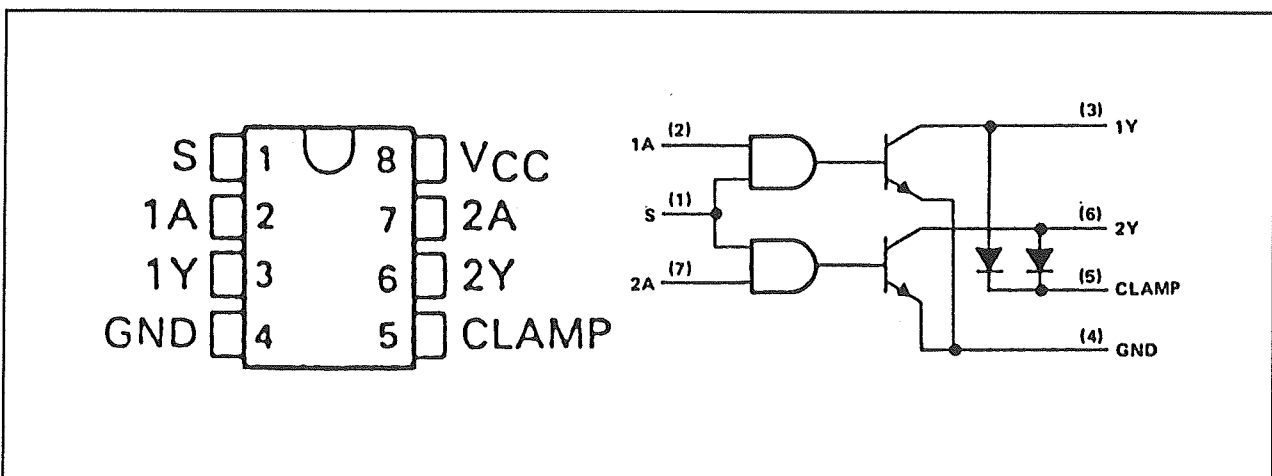 S 1 8 VCC
1A 2 7 2A
1Y 3 6 2Y
GND 4 5 CLAMP
(3) 1Y
1A (2)
S (1)
(6) 2Y
2A (7)
(5) CLAMP
(4) GND